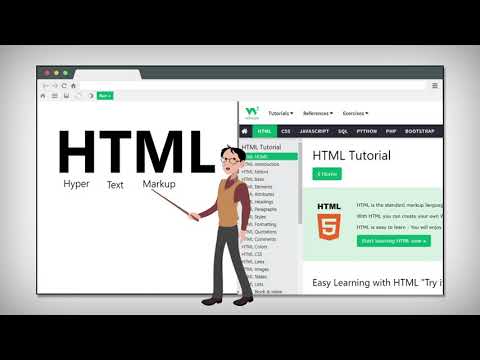 Run »
HTML
Hyper Text Markup
Tutorials ▾ References ▾ Exercises ▾
HTML CSS JAVASCRIPT SQL PYTHON PHP BOOTSTRAP
HTML Tutorial
HTML HOME
HTML Introduction
HTML Editors
HTML Basic
HTML Elements
HTML Attributes
HTML Headings
HTML Paragraphs
HTML Styles
HTML Formatting
HTML Quotations
HTML Comments
HTML Colors
HTML CSS
HTML Links
HTML Images
HTML Tables
HTML Lists
HTML Block & Inline
HTML Tutorial
❮ Home
HTML
5
HTML is the standard markup language
With HTML you can create your own
HTML is easy to learn - You will enjoy
Start learning HTML now »
Easy Learning with HTML "Try i